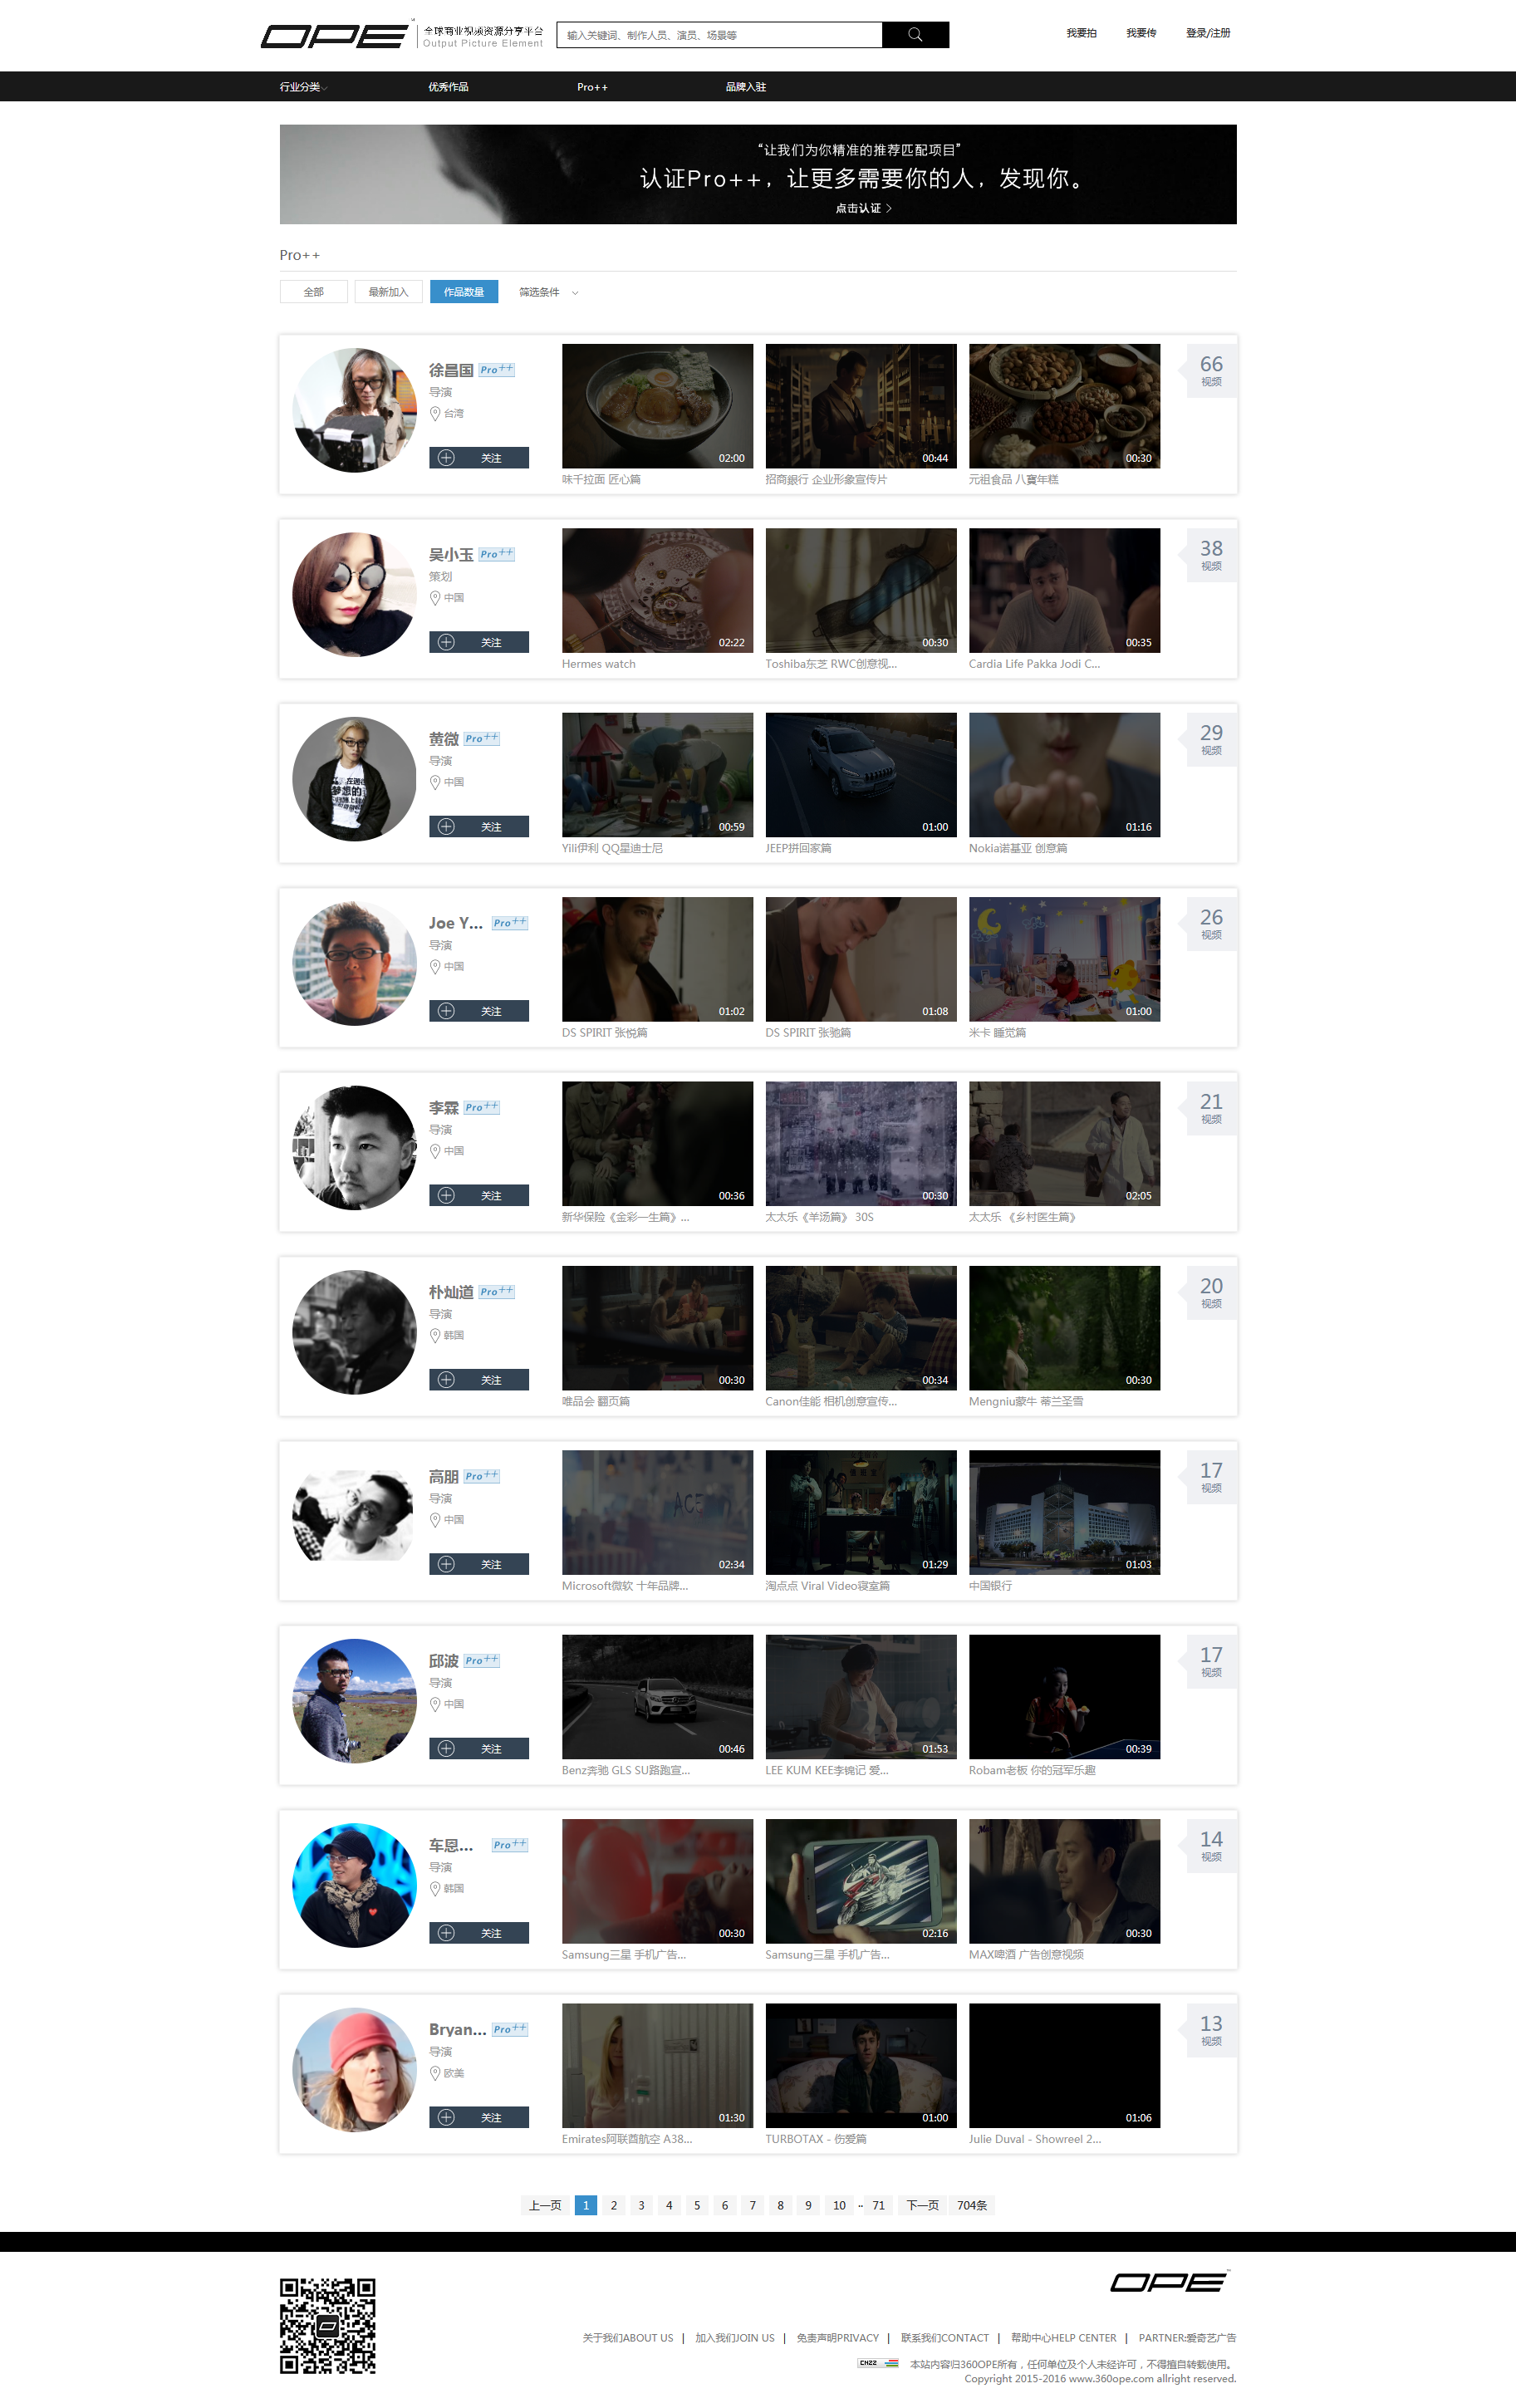 OPE 全球商业视频资源分享平台
Output Picture Element
输入关键词、制作人员、演员、场景等
我要拍 我要传 登录/注册
行业分类 优秀作品 Pro++ 品牌入驻
“让我们为你精准的推荐匹配项目”
认证Pro++，让更多需要你的人，发现你。
点击认证 >
Pro++
全部 最新加入 作品数量 筛选条件
徐昌国 Pro++
导演
台湾
关注
02:00 00:44 00:30
味千拉面 匠心篇 招商銀行 企业形象宣传片 元祖食品 八寶年糕
66
视频
吴小玉 Pro++
策划
中国
关注
02:22 00:30 00:35
Hermes watch Toshiba东芝 RWC创意视... Cardia Life Pakka Jodi C...
38
视频
黄微 Pro++
导演
中国
关注
00:59 01:00 01:16
Yili伊利 QQ星迪士尼 JEEP拼回家篇 Nokia诺基亚 创意篇
29
视频
Joe Y... Pro++
导演
中国
关注
01:02 01:08 01:00
DS SPIRIT 张悦篇 DS SPIRIT 张弛篇 米卡 睡觉篇
26
视频
李霖 Pro++
导演
中国
关注
00:36 00:30 02:05
新华保险《金彩一生篇》... 太太乐《羊汤篇》 30S 太太乐 《乡村医生篇》
21
视频
朴灿道 Pro++
导演
韩国
关注
00:30 00:34 00:30
唯品会 翻页篇 Canon佳能 相机创意宣传... Mengniu蒙牛 蒂兰圣雪
20
视频
高朋 Pro++
导演
中国
关注
02:34 01:29 01:03
Microsoft微软 十年品牌... 淘点点 Viral Video寝室篇 中国银行
17
视频
邱波 Pro++
导演
中国
关注
00:46 01:53 00:39
Benz奔驰 GLS SU路跑宣... LEE KUM KEE李锦记 爱... Robam老板 你的冠军乐趣
17
视频
车恩... Pro++
导演
韩国
关注
00:30 02:16 00:30
Samsung三星 手机广告... Samsung三星 手机广告... MAX啤酒 广告创意视频
14
视频
Bryan... Pro++
导演
欧美
关注
01:30 01:00 01:06
Emirates阿联酋航空 A38... TURBOTAX - 伤爱篇 Julie Duval - Showreel 2...
13
视频
上一页 1 2 3 4 5 6 7 8 9 10 .. 71 下一页 704条
OPE
关于我们ABOUT US | 加入我们JOIN US | 免责声明PRIVACY | 联系我们CONTACT | 帮助中心HELP CENTER | PARTNER:爱奇艺广告
CNZZ 本站内容归360OPE所有，任何单位及个人未经许可，不得擅自转载使用。
Copyright 2015-2016 www.360ope.com allright reserved.